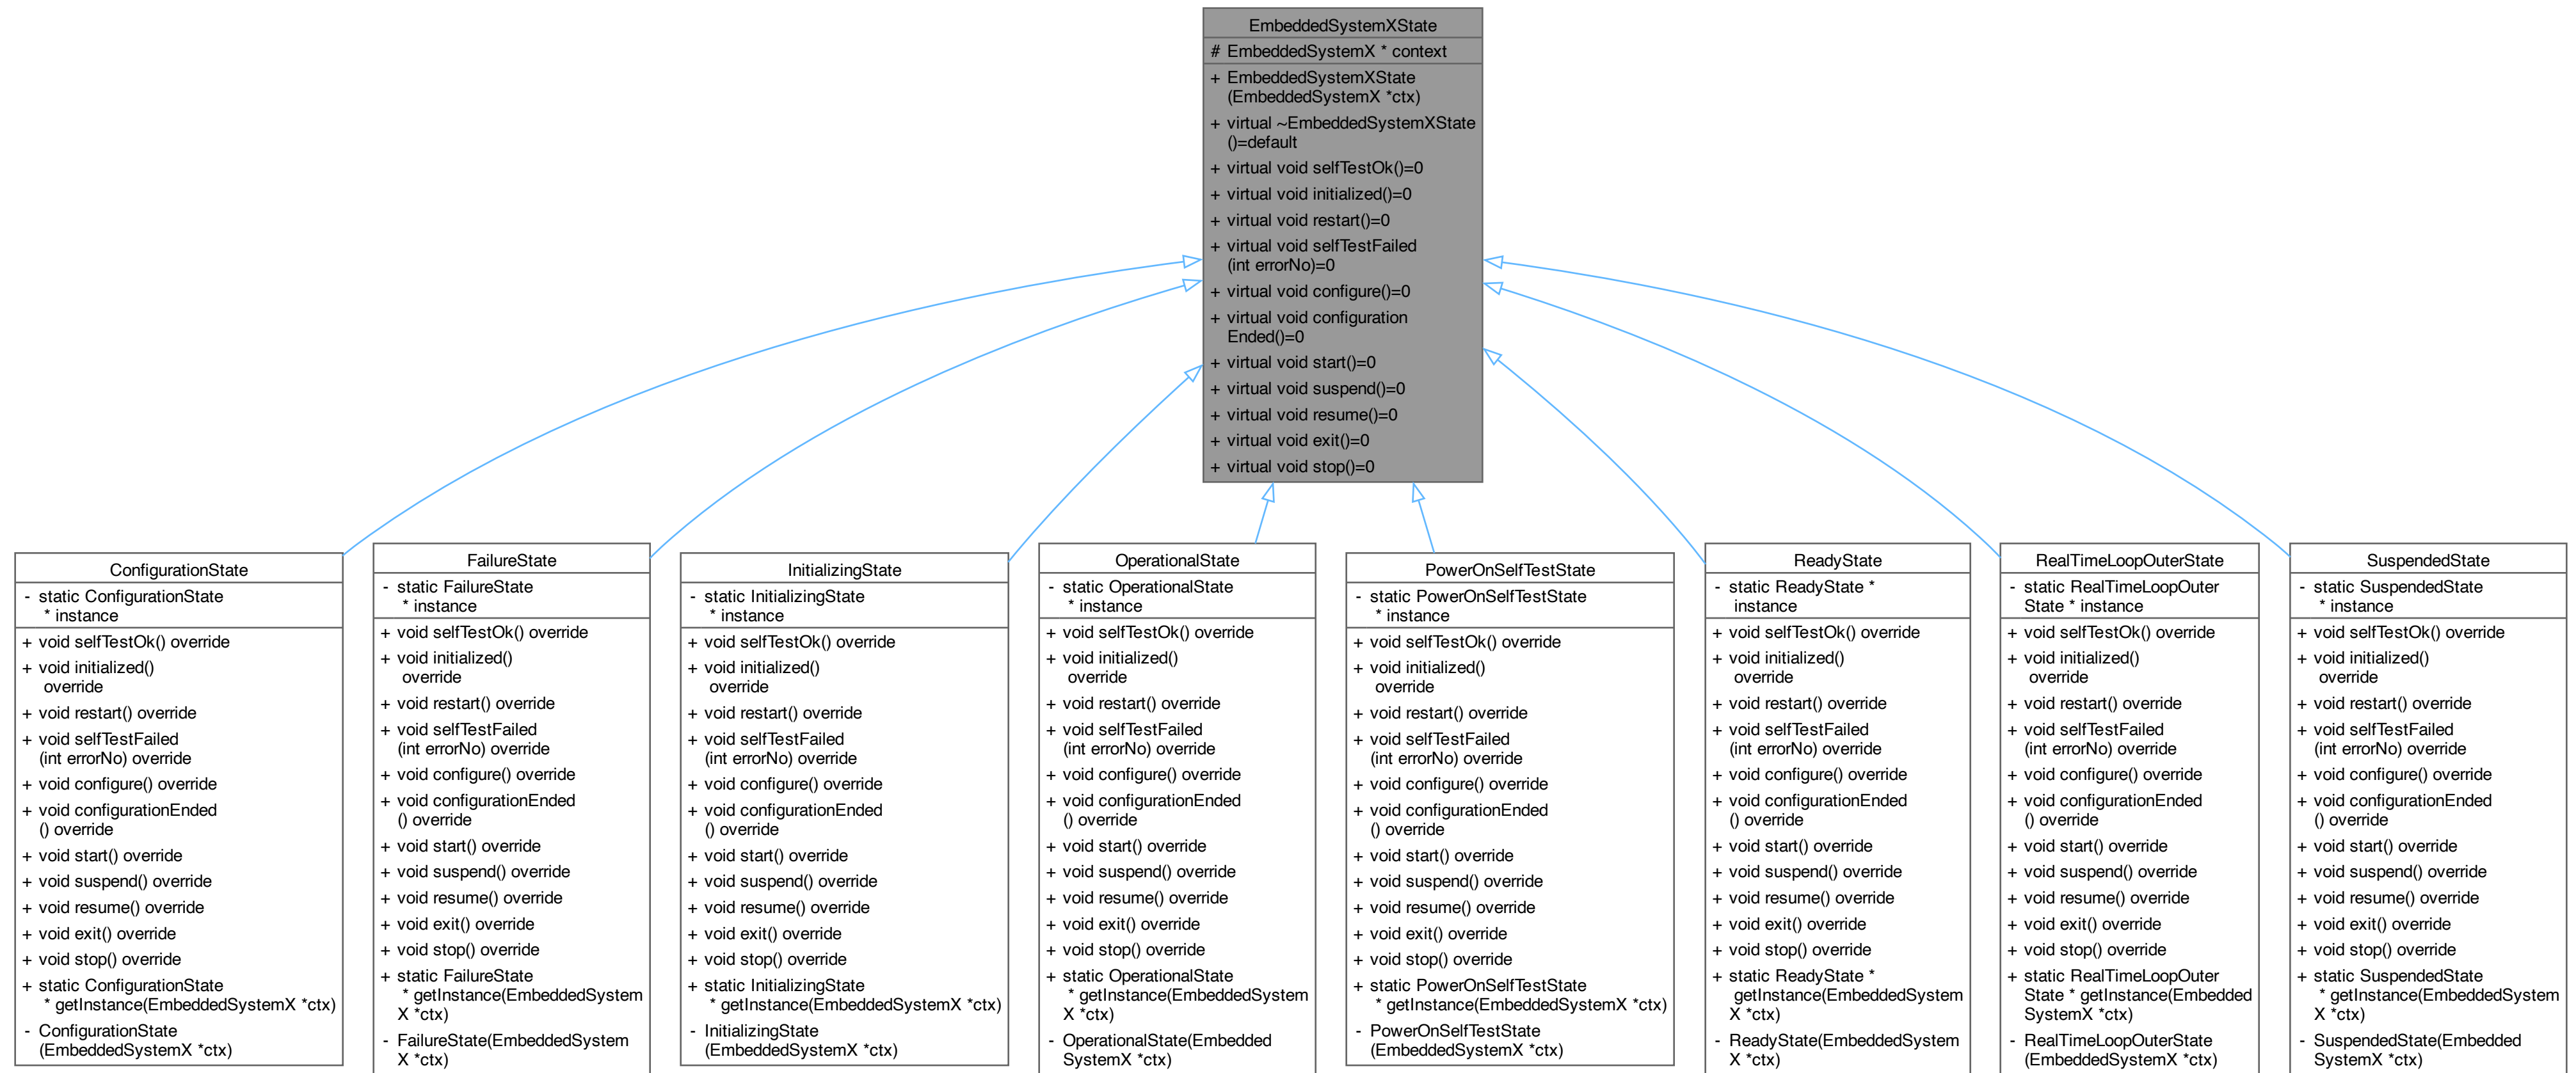 EmbeddedSystemXState
# EmbeddedSystemX * context
+ EmbeddedSystemXState
(EmbeddedSystemX *ctx)
+ virtual ~EmbeddedSystemXState
()=default
+ virtual void selfTestOk()=0
+ virtual void initialized()=0
+ virtual void restart()=0
+ virtual void selfTestFailed
(int errorNo)=0
+ virtual void configure()=0
+ virtual void configuration
Ended()=0
+ virtual void start()=0
+ virtual void suspend()=0
+ virtual void resume()=0
+ virtual void exit()=0
+ virtual void stop()=0
ConfigurationState
- static ConfigurationState
* instance
+ void selfTestOk() override
+ void initialized()
override
+ void restart() override
+ void selfTestFailed
(int errorNo) override
+ void configure() override
+ void configurationEnded
() override
+ void start() override
+ void suspend() override
+ void resume() override
+ void exit() override
+ void stop() override
+ static ConfigurationState
* getInstance(EmbeddedSystemX *ctx)
- ConfigurationState
(EmbeddedSystemX *ctx)
FailureState
- static FailureState
* instance
+ void selfTestOk() override
+ void initialized()
override
+ void restart() override
+ void selfTestFailed
(int errorNo) override
+ void configure() override
+ void configurationEnded
() override
+ void start() override
+ void suspend() override
+ void resume() override
+ void exit() override
+ void stop() override
+ static FailureState
* getInstance(EmbeddedSystem
X *ctx)
- FailureState(EmbeddedSystem
X *ctx)
InitializingState
- static InitializingState
* instance
+ void selfTestOk() override
+ void initialized()
override
+ void restart() override
+ void selfTestFailed
(int errorNo) override
+ void configure() override
+ void configurationEnded
() override
+ void start() override
+ void suspend() override
+ void resume() override
+ void exit() override
+ void stop() override
+ static InitializingState
* getInstance(EmbeddedSystemX *ctx)
- InitializingState
(EmbeddedSystemX *ctx)
OperationalState
- static OperationalState
* instance
+ void selfTestOk() override
+ void initialized()
override
+ void restart() override
+ void selfTestFailed
(int errorNo) override
+ void configure() override
+ void configurationEnded
() override
+ void start() override
+ void suspend() override
+ void resume() override
+ void exit() override
+ void stop() override
+ static OperationalState
* getInstance(EmbeddedSystem
X *ctx)
- OperationalState(Embedded
SystemX *ctx)
PowerOnSelfTestState
- static PowerOnSelfTestState
* instance
+ void selfTestOk() override
+ void initialized()
override
+ void restart() override
+ void selfTestFailed
(int errorNo) override
+ void configure() override
+ void configurationEnded
() override
+ void start() override
+ void suspend() override
+ void resume() override
+ void exit() override
+ void stop() override
+ static PowerOnSelfTestState
* getInstance(EmbeddedSystemX *ctx)
- PowerOnSelfTestState
(EmbeddedSystemX *ctx)
ReadyState
- static ReadyState *
instance
+ void selfTestOk() override
+ void initialized()
override
+ void restart() override
+ void selfTestFailed
(int errorNo) override
+ void configure() override
+ void configurationEnded
() override
+ void start() override
+ void suspend() override
+ void resume() override
+ void exit() override
+ void stop() override
+ static ReadyState *
getInstance(EmbeddedSystem
X *ctx)
- ReadyState(EmbeddedSystem
X *ctx)
RealTimeLoopOuterState
- static RealTimeLoopOuter
State * instance
+ void selfTestOk() override
+ void initialized()
override
+ void restart() override
+ void selfTestFailed
(int errorNo) override
+ void configure() override
+ void configurationEnded
() override
+ void start() override
+ void suspend() override
+ void resume() override
+ void exit() override
+ void stop() override
+ static RealTimeLoopOuter
State * getInstance(Embedded
SystemX *ctx)
- RealTimeLoopOuterState
(EmbeddedSystemX *ctx)
SuspendedState
- static SuspendedState
* instance
+ void selfTestOk() override
+ void initialized()
override
+ void restart() override
+ void selfTestFailed
(int errorNo) override
+ void configure() override
+ void configurationEnded
() override
+ void start() override
+ void suspend() override
+ void resume() override
+ void exit() override
+ void stop() override
+ static SuspendedState
* getInstance(EmbeddedSystem
X *ctx)
- SuspendedState(Embedded
SystemX *ctx)